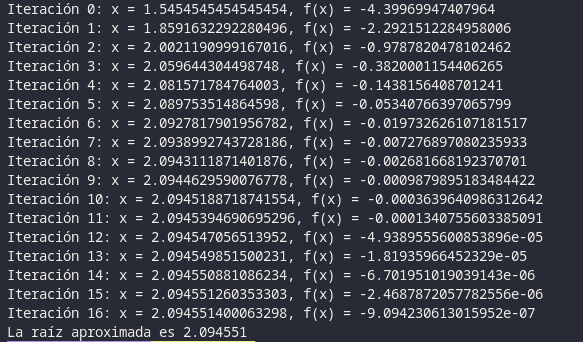 Iteración 0: x = 1.5454545454545454, f(x) = -4.39969947407964
Iteración 1: x = 1.8591632292280496, f(x) = -2.2921512284958006
Iteración 2: x = 2.0021190999167016, f(x) = -0.9787820478102462
Iteración 3: x = 2.059644304498748, f(x) = -0.3820001154406265
Iteración 4: x = 2.081571784764003, f(x) = -0.1438156408701241
Iteración 5: x = 2.089753514864598, f(x) = -0.05340766397065799
Iteración 6: x = 2.0927817901956782, f(x) = -0.019732626107181517
Iteración 7: x = 2.0938992743728186, f(x) = -0.007276897080235933
Iteración 8: x = 2.094311871401876, f(x) = -0.002681668192370701
Iteración 9: x = 2.0944629590076778, f(x) = -0.0009879895183484422
Iteración 10: x = 2.0945188718741554, f(x) = -0.0003639640986312642
Iteración 11: x = 2.0945394690695296, f(x) = -0.0001340755603385091
Iteración 12: x = 2.094547056513952, f(x) = -4.9389555600853896e-05
Iteración 13: x = 2.094549851500231, f(x) = -1.81935966452329e-05
Iteración 14: x = 2.094550881086234, f(x) = -6.701951019039143e-06
Iteración 15: x = 2.094551260353303, f(x) = -2.4687872057782556e-06
Iteración 16: x = 2.094551400063298, f(x) = -9.094230613015952e-07
La raíz aproximada es 2.094551